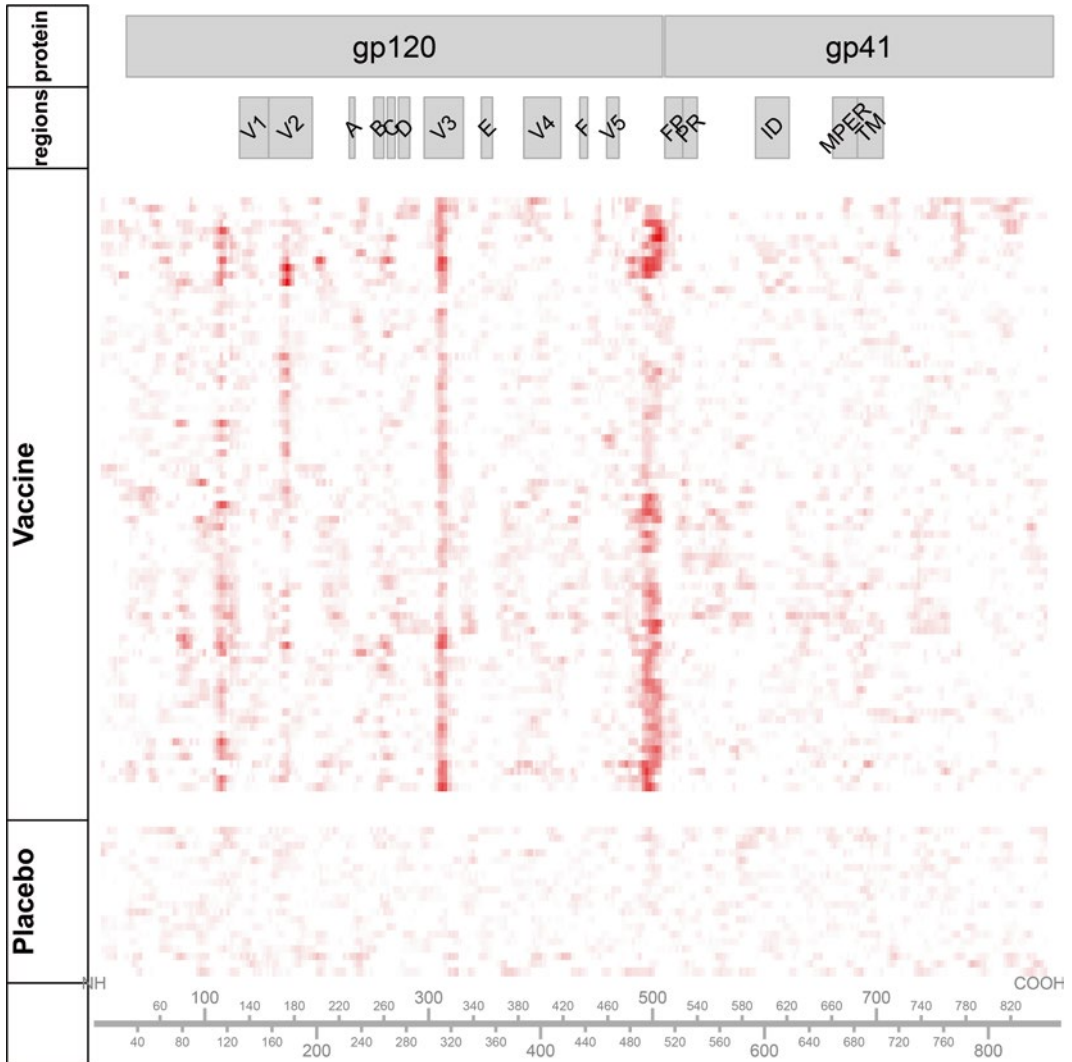 protein
gp120 gp41
regions
V1 V2 A B C D V3 E V4 F V5 FP PR ID MPER TM
Vaccine
Placebo
NH COOH
60 100 140 180 220 260 300 340 380 420 460 500 540 580 620 660 700 740 780 820
40 80 120 160 200 240 280 320 360 400 440 480 520 560 600 640 680 720 760 800